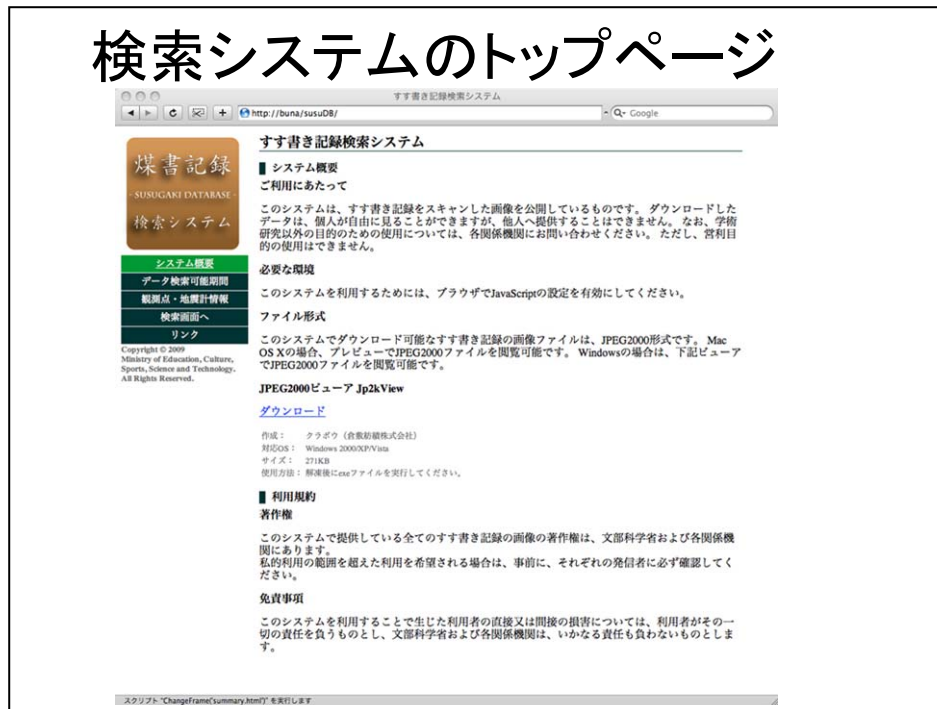 検索システムのトップページ
すす書き記録検索システム
http://buna/susuDB/
Google
煤書記録
- SUSUGAKI DATABASE -
検索システム
システム概要
データ検索可能期間
観測点・地震計情報
検索画面へ
リンク
Copyright © 2009
Ministry of Education, Culture,
Sports, Science and Technology.
All Rights Reserved.
すす書き記録検索システム
システム概要
ご利用にあたって
このシステムは、すす書き記録をスキャンした画像を公開しているものです。 ダウンロードした
データは、個人が自由に見ることができますが、他人へ提供することはできません。 なお、学術
研究以外の目的のための使用については、各関係機関にお問い合わせください。 ただし、営利目
的の使用はできません。
必要な環境
このシステムを利用するためには、ブラウザでJavaScriptの設定を有効にしてください。
ファイル形式
このシステムでダウンロード可能なすす書き記録の画像ファイルは、JPEG2000形式です。 Mac
OS Xの場合、プレビューでJPEG2000ファイルを閲覧可能です。 Windowsの場合は、下記ビューア
でJPEG2000ファイルを閲覧可能です。
JPEG2000ビューア Jp2kView
ダウンロード
作成： クラボウ（倉敷紡績株式会社）
対応OS： Windows 2000/XP/Vista
サイズ： 271KB
使用方法： 解凍後にexeファイルを実行してください。
利用規約
著作権
このシステムで提供している全てのすす書き記録の画像の著作権は、文部科学省および各関係機
関にあります。
私的利用の範囲を超えた利用を希望される場合は、事前に、それぞれの発信者に必ず確認してく
ださい。
免責事項
このシステムを利用することで生じた利用者の直接又は間接の損害については、利用者がその一
切の責任を負うものとし、文部科学省および各関係機関は、いかなる責任も負わないものとしま
す。
スクリプト "ChangeFrame('summary.html')" を実行します